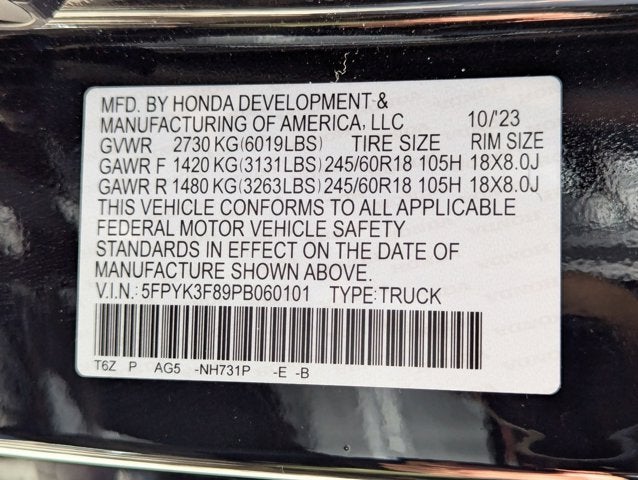 MFD. BY HONDA DEVELOPMENT &
MANUFACTURING OF AMERICA, LLC 10/'23
GVWR 2730 KG(6019LBS) TIRE SIZE RIM SIZE
GAWR F 1420 KG(3131LBS) 245/60R18 105H 18X8.0J
GAWR R 1480 KG(3263LBS) 245/60R18 105H 18X8.0J
THIS VEHICLE CONFORMS TO ALL APPLICABLE
FEDERAL MOTOR VEHICLE SAFETY
STANDARDS IN EFFECT ON THE DATE OF
MANUFACTURE SHOWN ABOVE.
V.I.N.: 5FPYK3F89PB060101 TYPE:TRUCK
T6Z P AG5 -NH731P -E -B